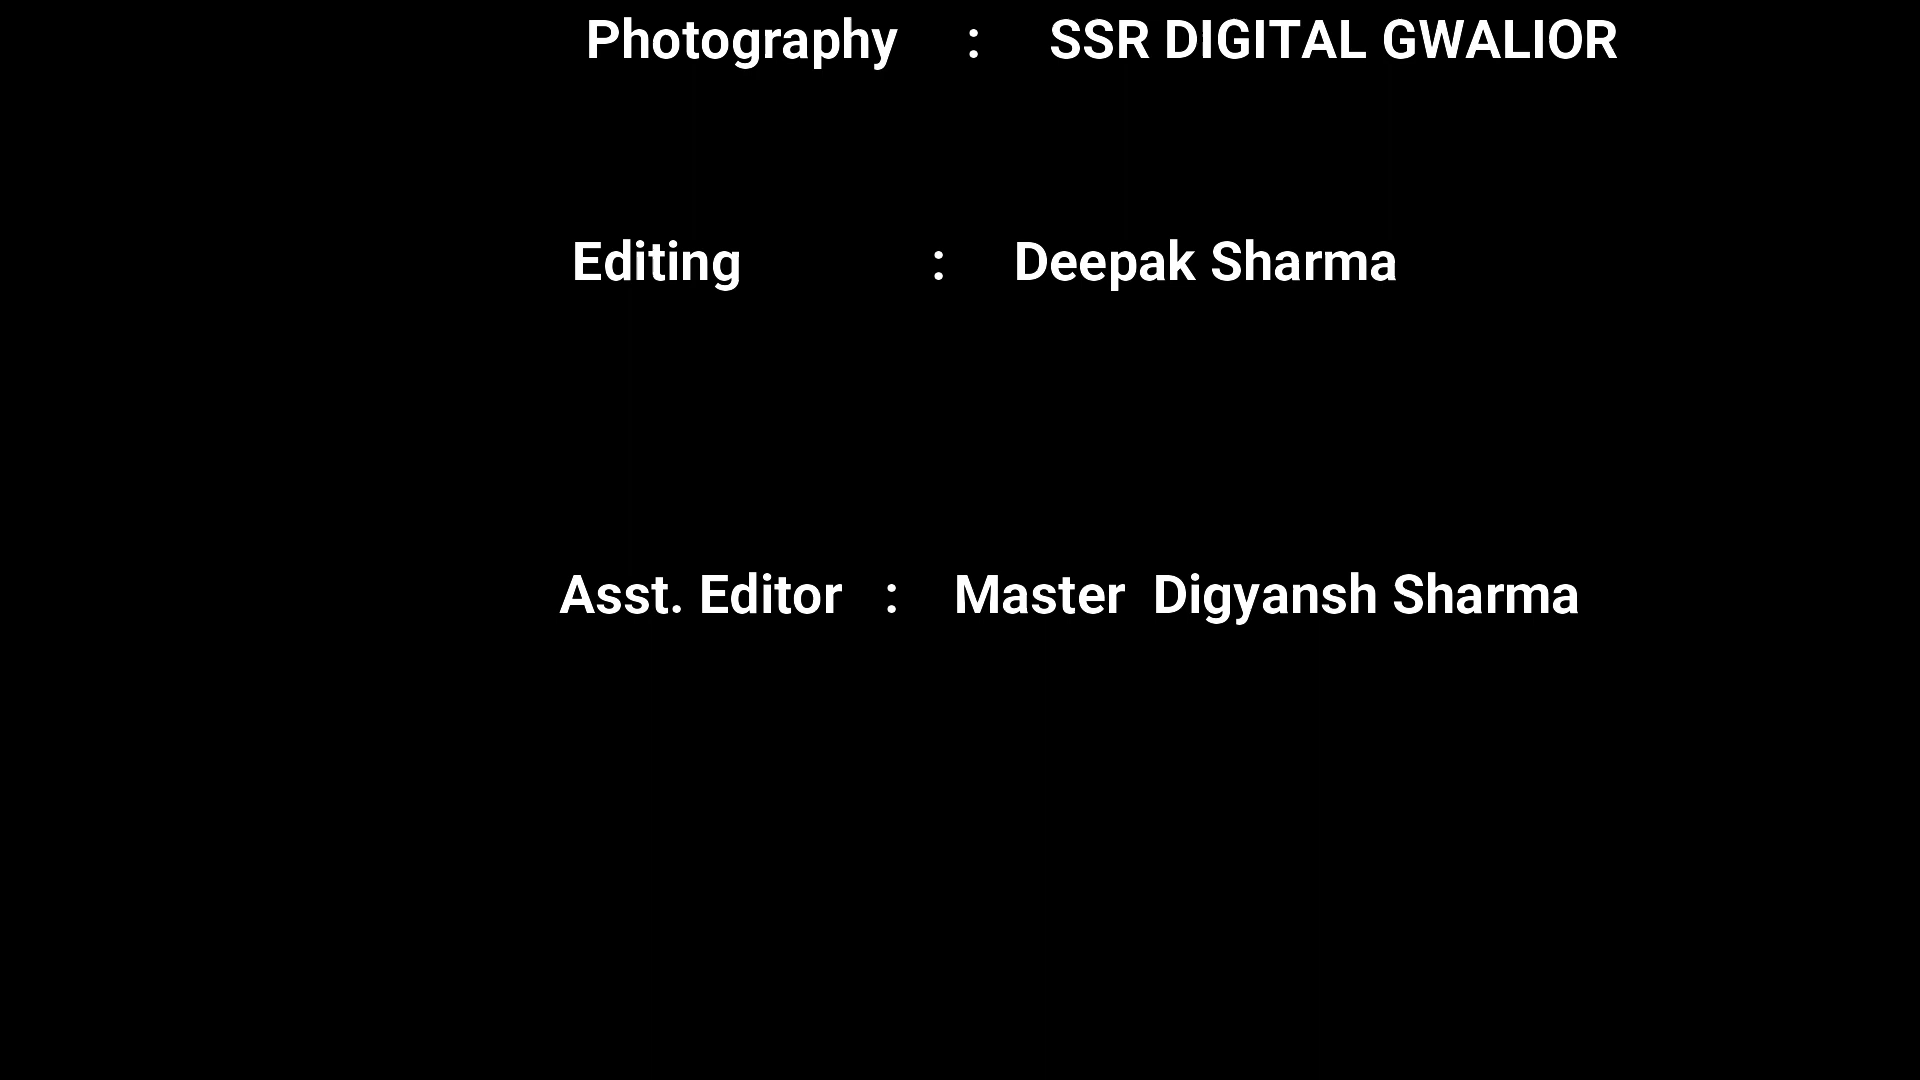 Photography : SSR DIGITAL GWALIOR
Editing : Deepak Sharma
Asst. Editor : Master Digyansh Sharma